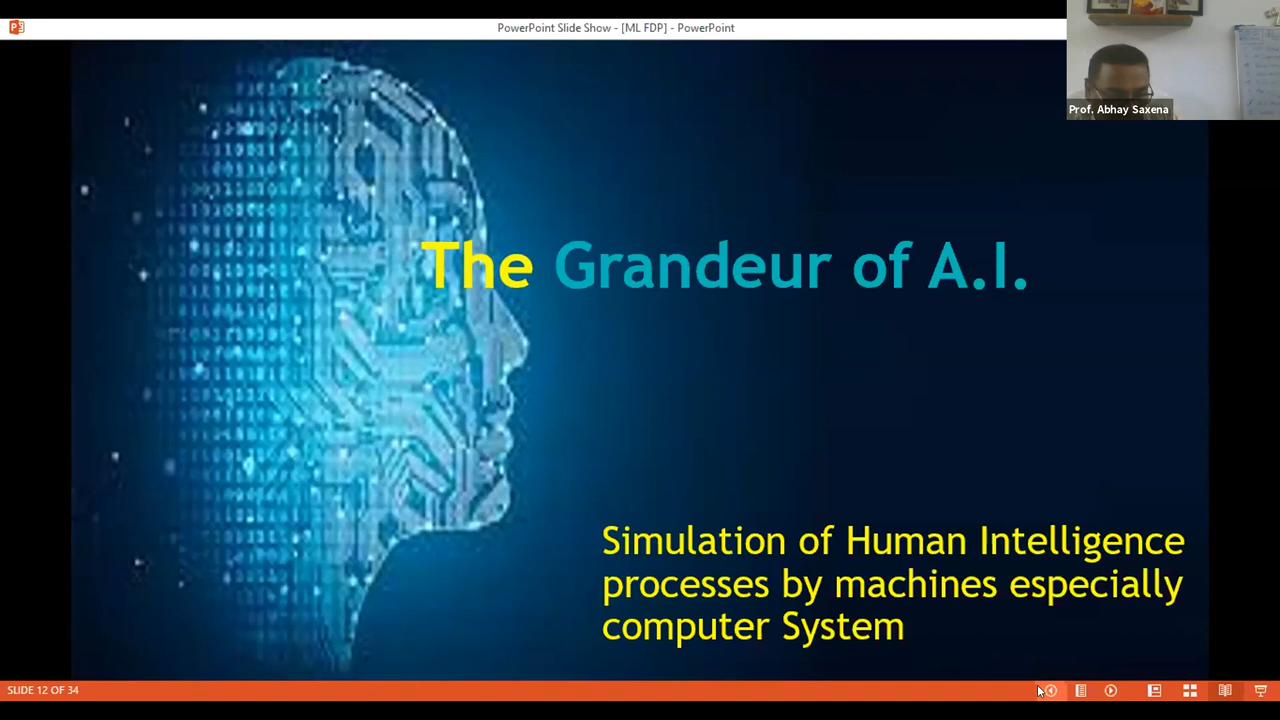 PowerPoint Slide Show - [ML FDP] - PowerPoint
Prof. Abhay Saxena
The Grandeur of A.I.
Simulation of Human Intelligence
processes by machines especially
computer System
SLIDE 12 OF 34